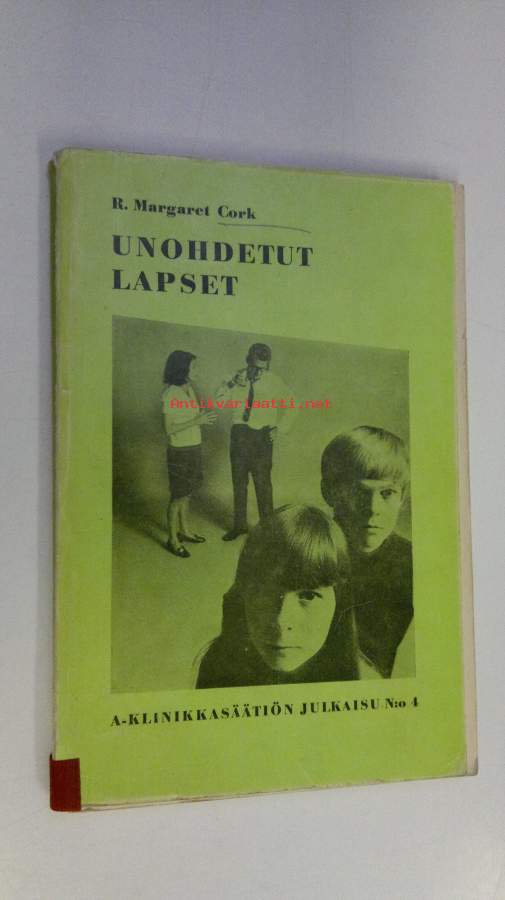 R. Margaret Cork
UNOHDETUT
LAPSET
Antikvariaatti.net
A-KLINIKKASÄÄTIÖN JULKAISU N:o 4